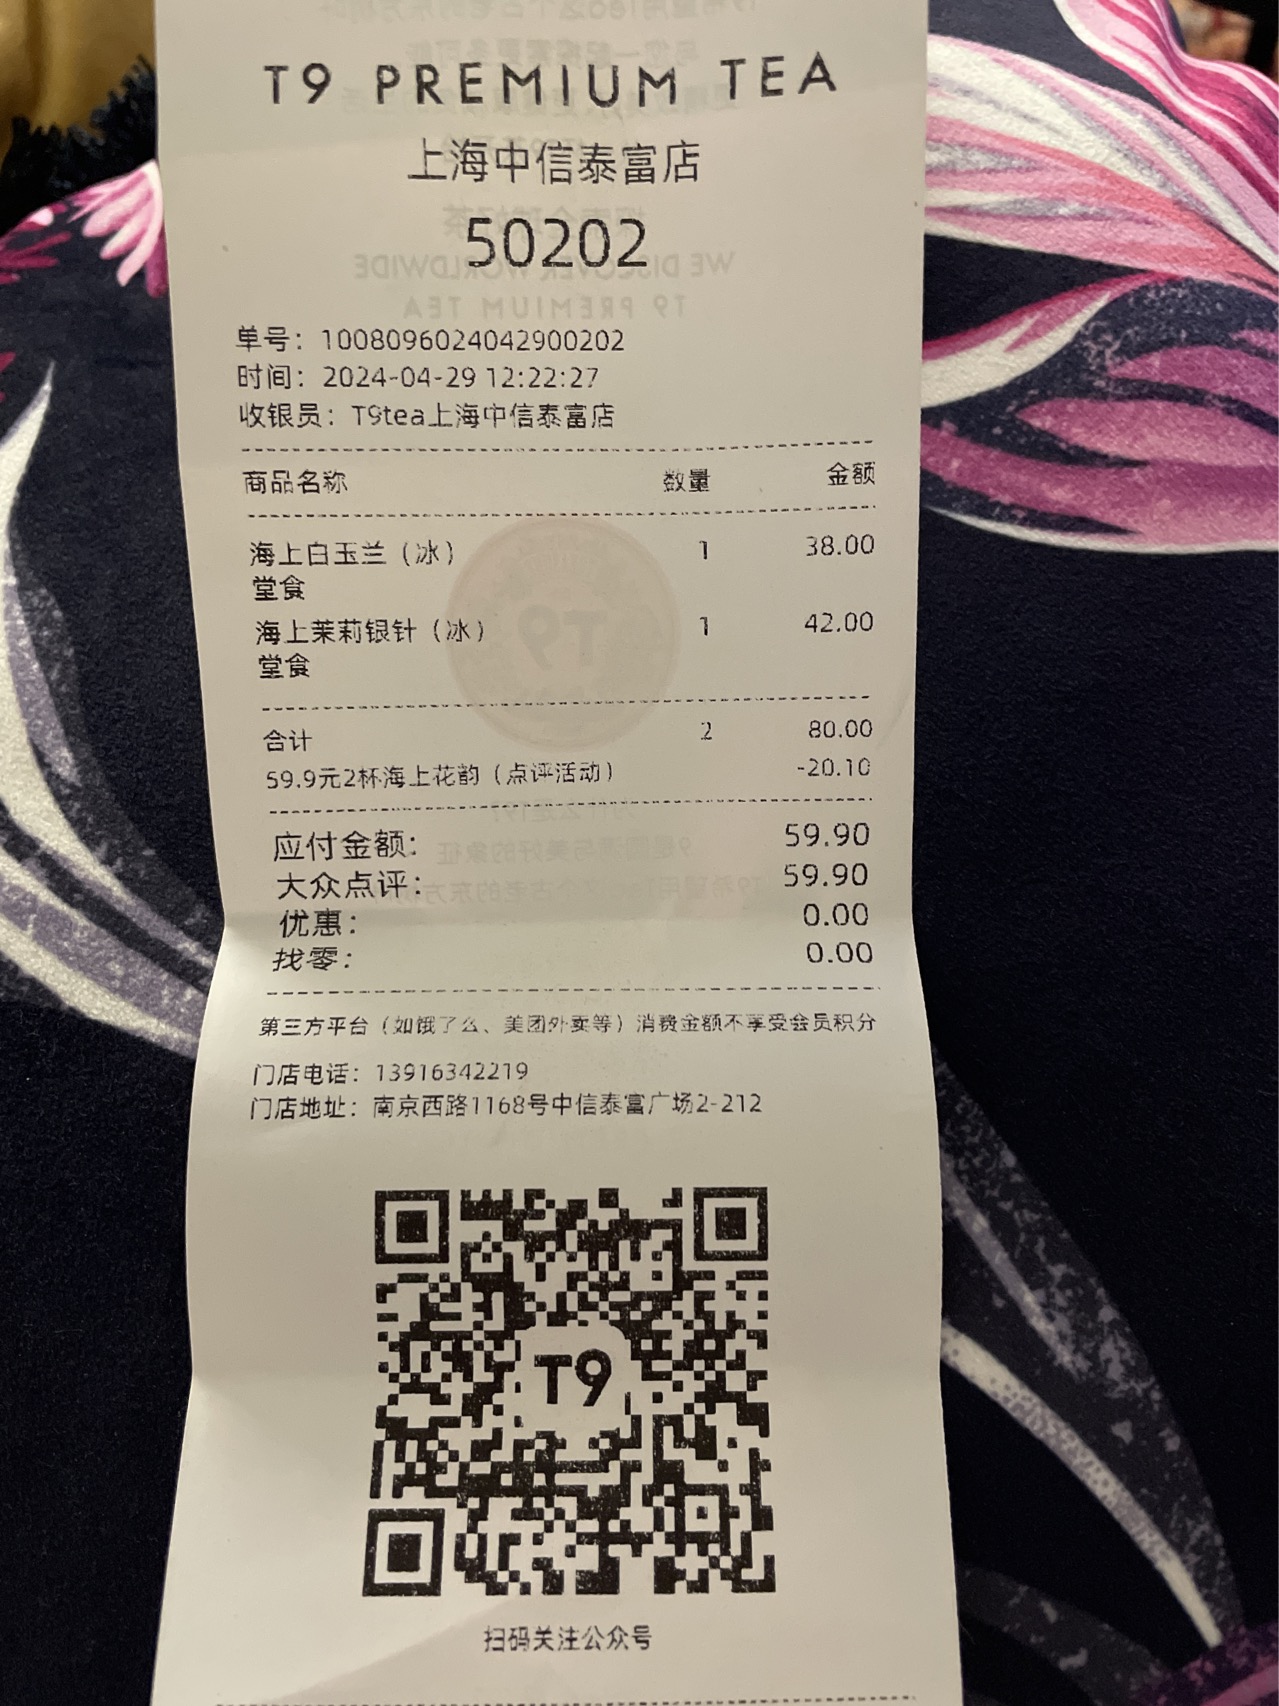 T9 PREMIUM TEA
上海中信泰富店
50202
单号：1008096024042900202
时间：2024-04-29 12:22:27
收银员：T9tea上海中信泰富店
商品名称 数量 金额
海上白玉兰（冰） 1 38.00
堂食
海上茉莉银针（冰） 1 42.00
堂食
合计 2 80.00
59.9元2杯海上花韵（点评活动） -20.10
应付金额： 59.90
大众点评： 59.90
优惠： 0.00
找零： 0.00
第三方平台（如饿了么、美团外卖等）消费金额不享受会员积分
门店电话：13916342219
门店地址：南京西路1168号中信泰富广场2-212
T9
扫码关注公众号